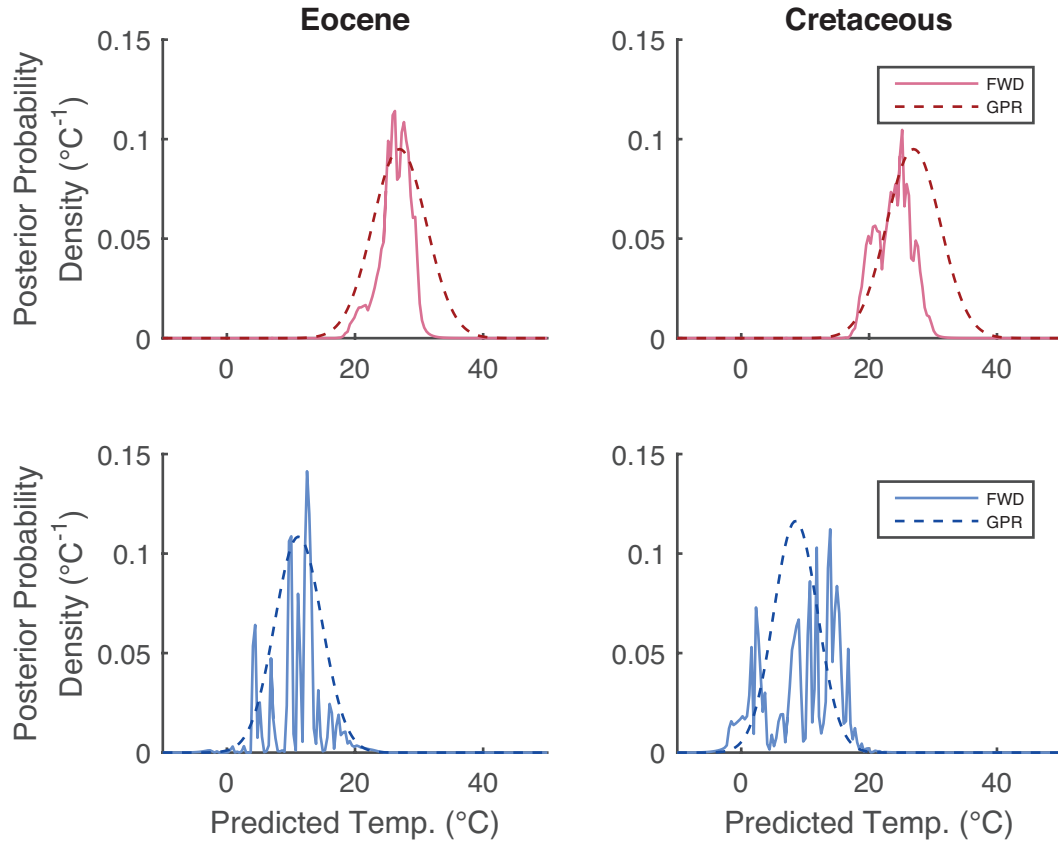 Eocene
Cretaceous
Posterior Probability
Density (°C⁻¹)
0.15
0.1
0.05
0
0
20
40
0.15
0.1
0.05
0
0
20
40
FWD
GPR
Posterior Probability
Density (°C⁻¹)
0.15
0.1
0.05
0
0
20
40
Predicted Temp. (°C)
0.15
0.1
0.05
0
0
20
40
Predicted Temp. (°C)
FWD
GPR